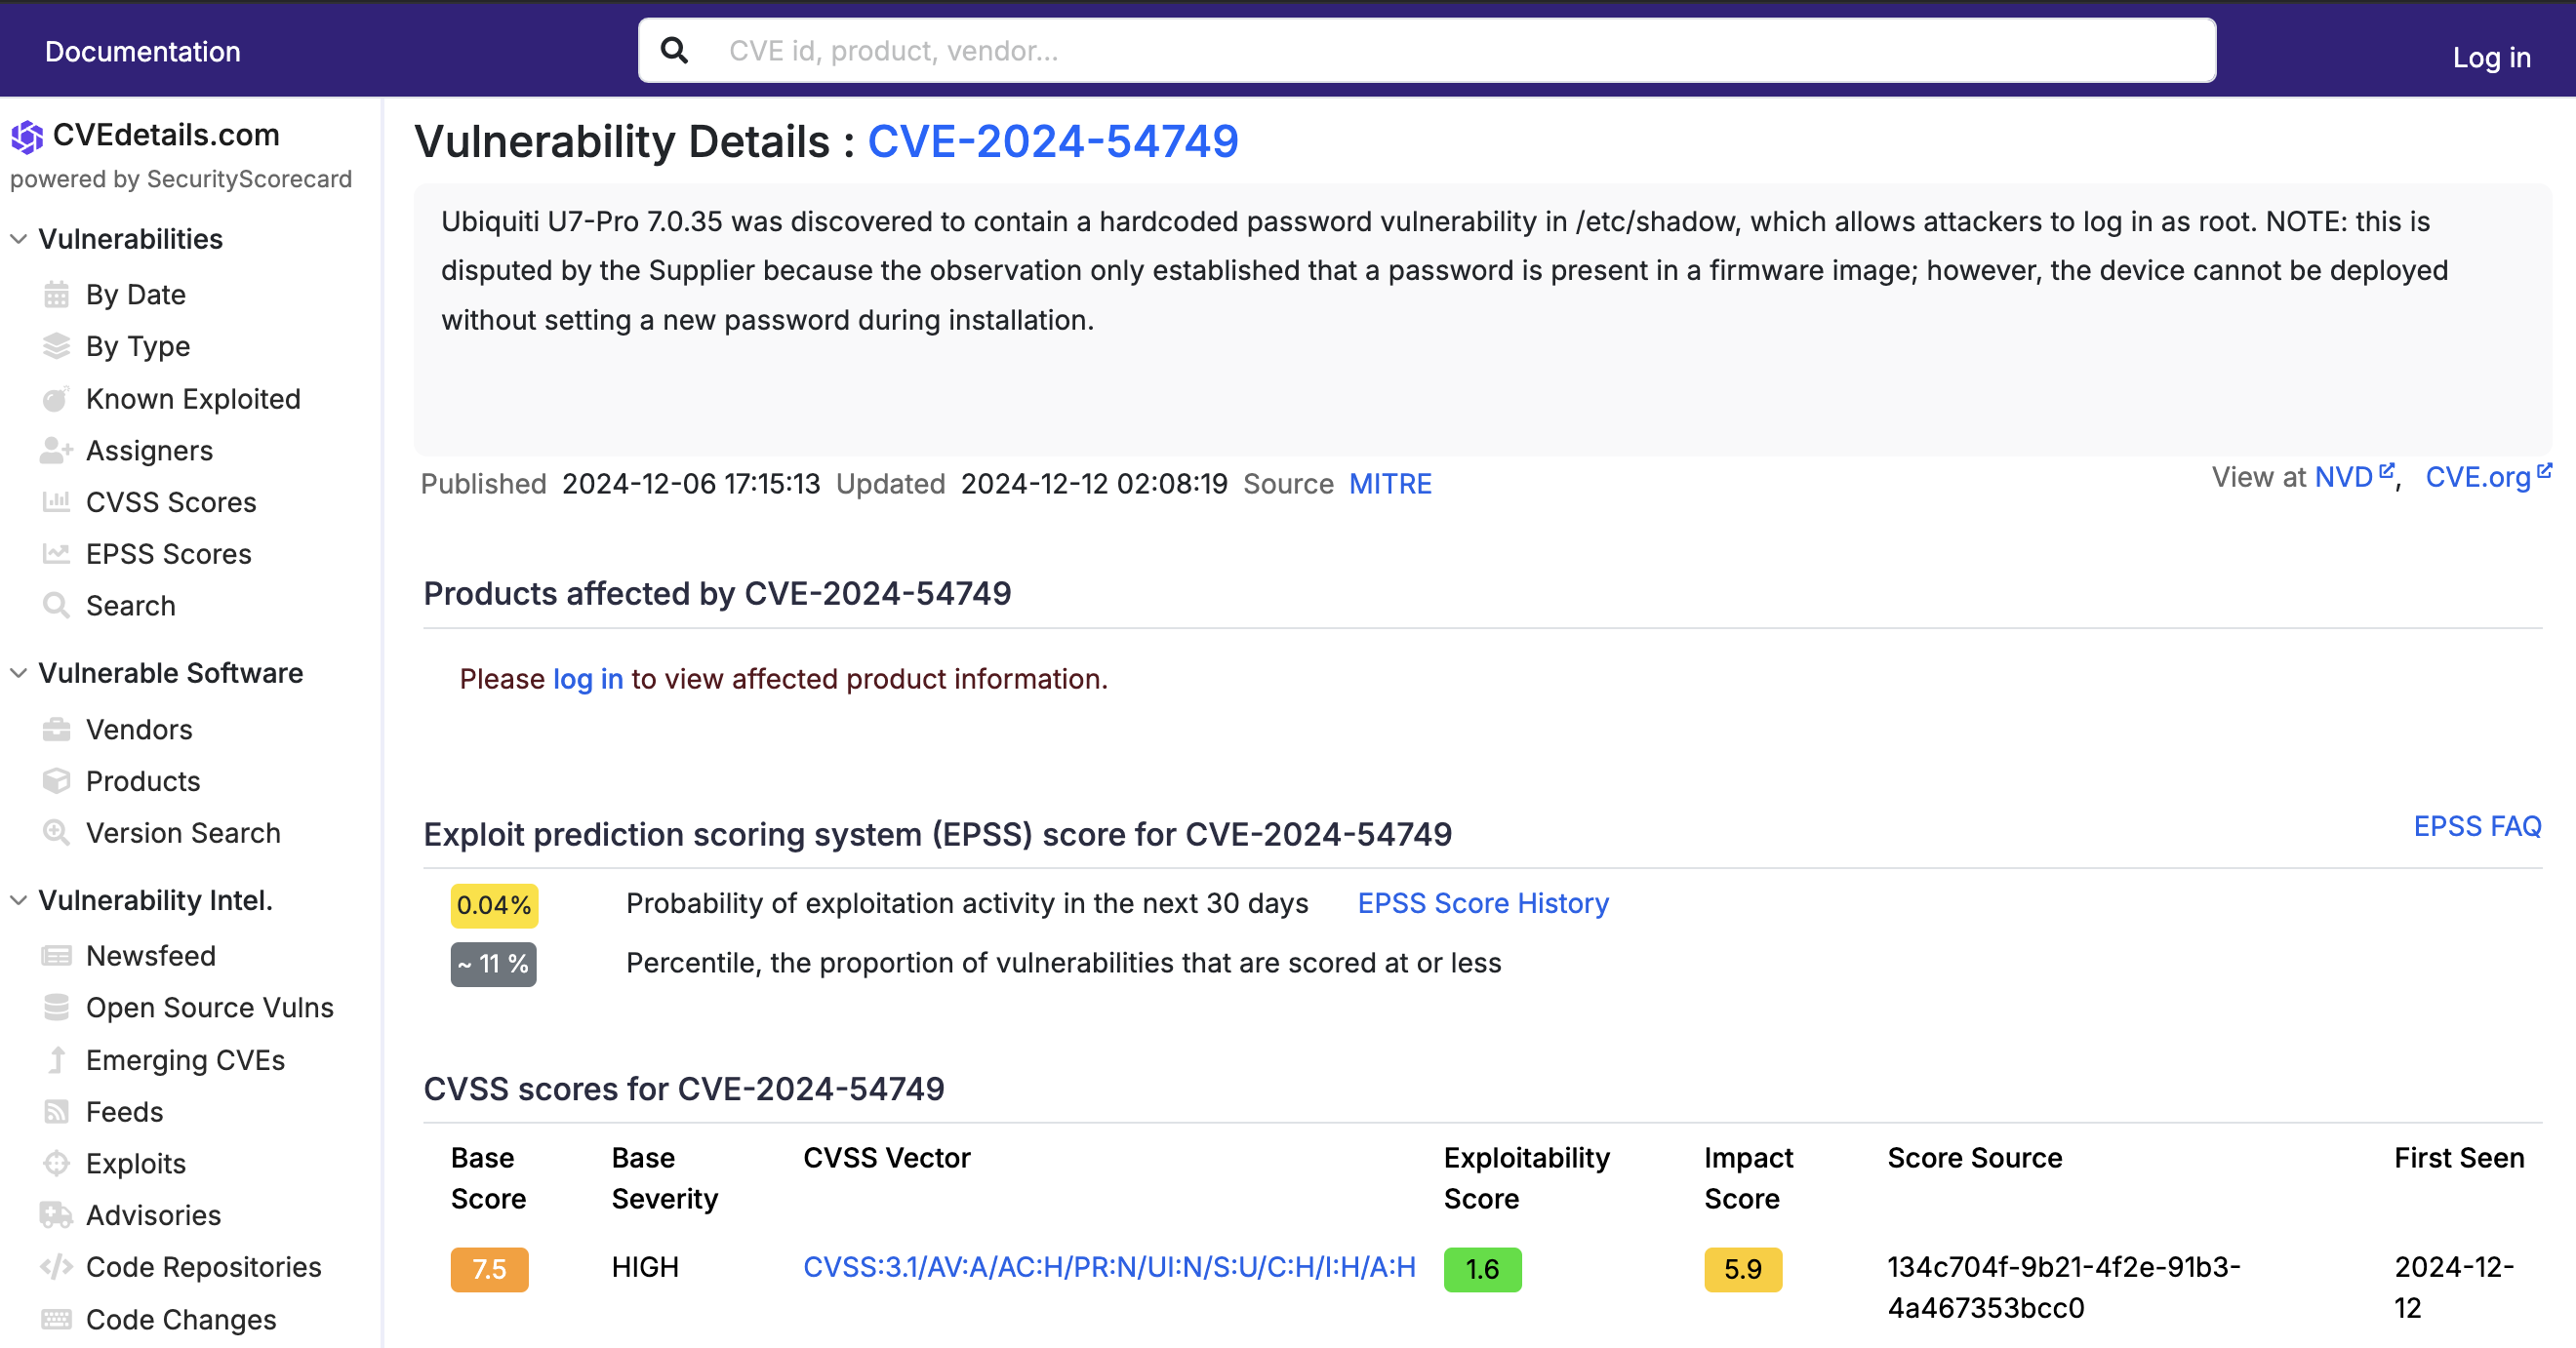 Documentation
CVE id, product, vendor...
Log in
CVEdetails.com
powered by SecurityScorecard
Vulnerabilities
By Date
By Type
Known Exploited
Assigners
CVSS Scores
EPSS Scores
Search
Vulnerable Software
Vendors
Products
Version Search
Vulnerability Intel.
Newsfeed
Open Source Vulns
Emerging CVEs
Feeds
Exploits
Advisories
Code Repositories
Code Changes
Vulnerability Details : CVE-2024-54749
Ubiquiti U7-Pro 7.0.35 was discovered to contain a hardcoded password vulnerability in /etc/shadow, which allows attackers to log in as root. NOTE: this is
disputed by the Supplier because the observation only established that a password is present in a firmware image; however, the device cannot be deployed
without setting a new password during installation.
Published 2024-12-06 17:15:13 Updated 2024-12-12 02:08:19 Source MITRE
View at NVD, CVE.org
Products affected by CVE-2024-54749
Please log in to view affected product information.
Exploit prediction scoring system (EPSS) score for CVE-2024-54749
EPSS FAQ
0.04% Probability of exploitation activity in the next 30 days EPSS Score History
~ 11 % Percentile, the proportion of vulnerabilities that are scored at or less
CVSS scores for CVE-2024-54749
Base Score Base Severity CVSS Vector Exploitability Score Impact Score Score Source First Seen
7.5 HIGH CVSS:3.1/AV:A/AC:H/PR:N/UI:N/S:U/C:H/I:H/A:H 1.6 5.9 134c704f-9b21-4f2e-91b3-4a467353bcc0 2024-12-12